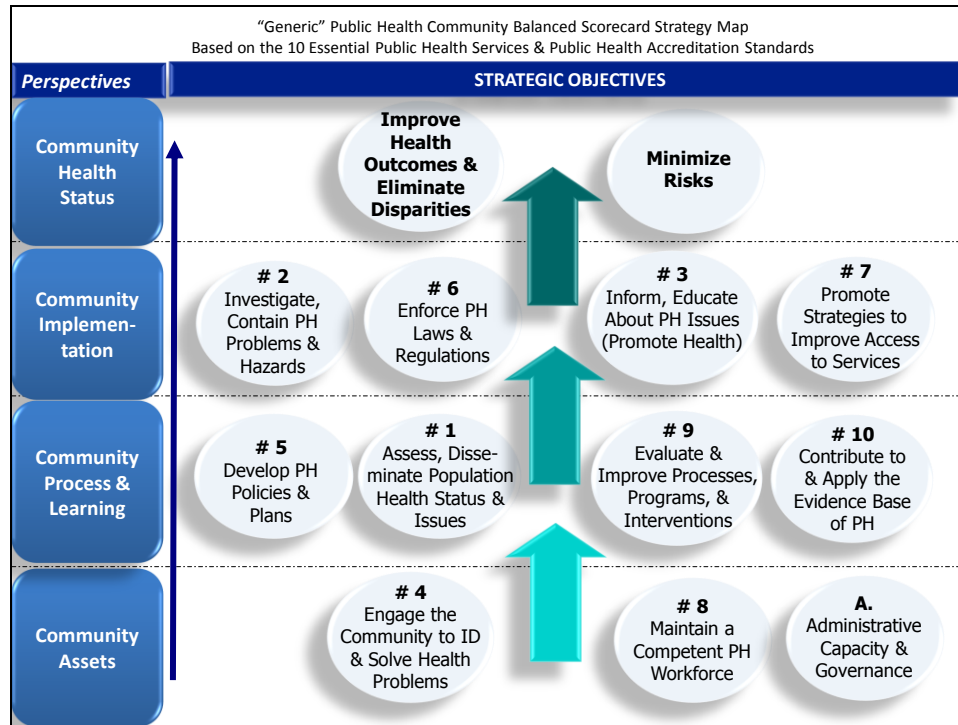 “Generic” Public Health Community Balanced Scorecard Strategy Map
Based on the 10 Essential Public Health Services & Public Health Accreditation Standards
Perspectives
STRATEGIC OBJECTIVES
Community
Health
Status
Improve
Health
Outcomes &
Eliminate
Disparities
Minimize
Risks
Community
Implemen-
tation
# 2
Investigate,
Contain PH
Problems &
Hazards
# 6
Enforce PH
Laws &
Regulations
# 3
Inform, Educate
About PH Issues
(Promote Health)
# 7
Promote
Strategies to
Improve Access
to Services
Community
Process &
Learning
# 5
Develop PH
Policies &
Plans
# 1
Assess, Disse-
minate Population
Health Status &
Issues
# 9
Evaluate &
Improve Processes,
Programs, &
Interventions
# 10
Contribute to
& Apply the
Evidence Base
of PH
Community
Assets
# 4
Engage the
Community to ID
& Solve Health
Problems
# 8
Maintain a
Competent PH
Workforce
A.
Administrative
Capacity &
Governance